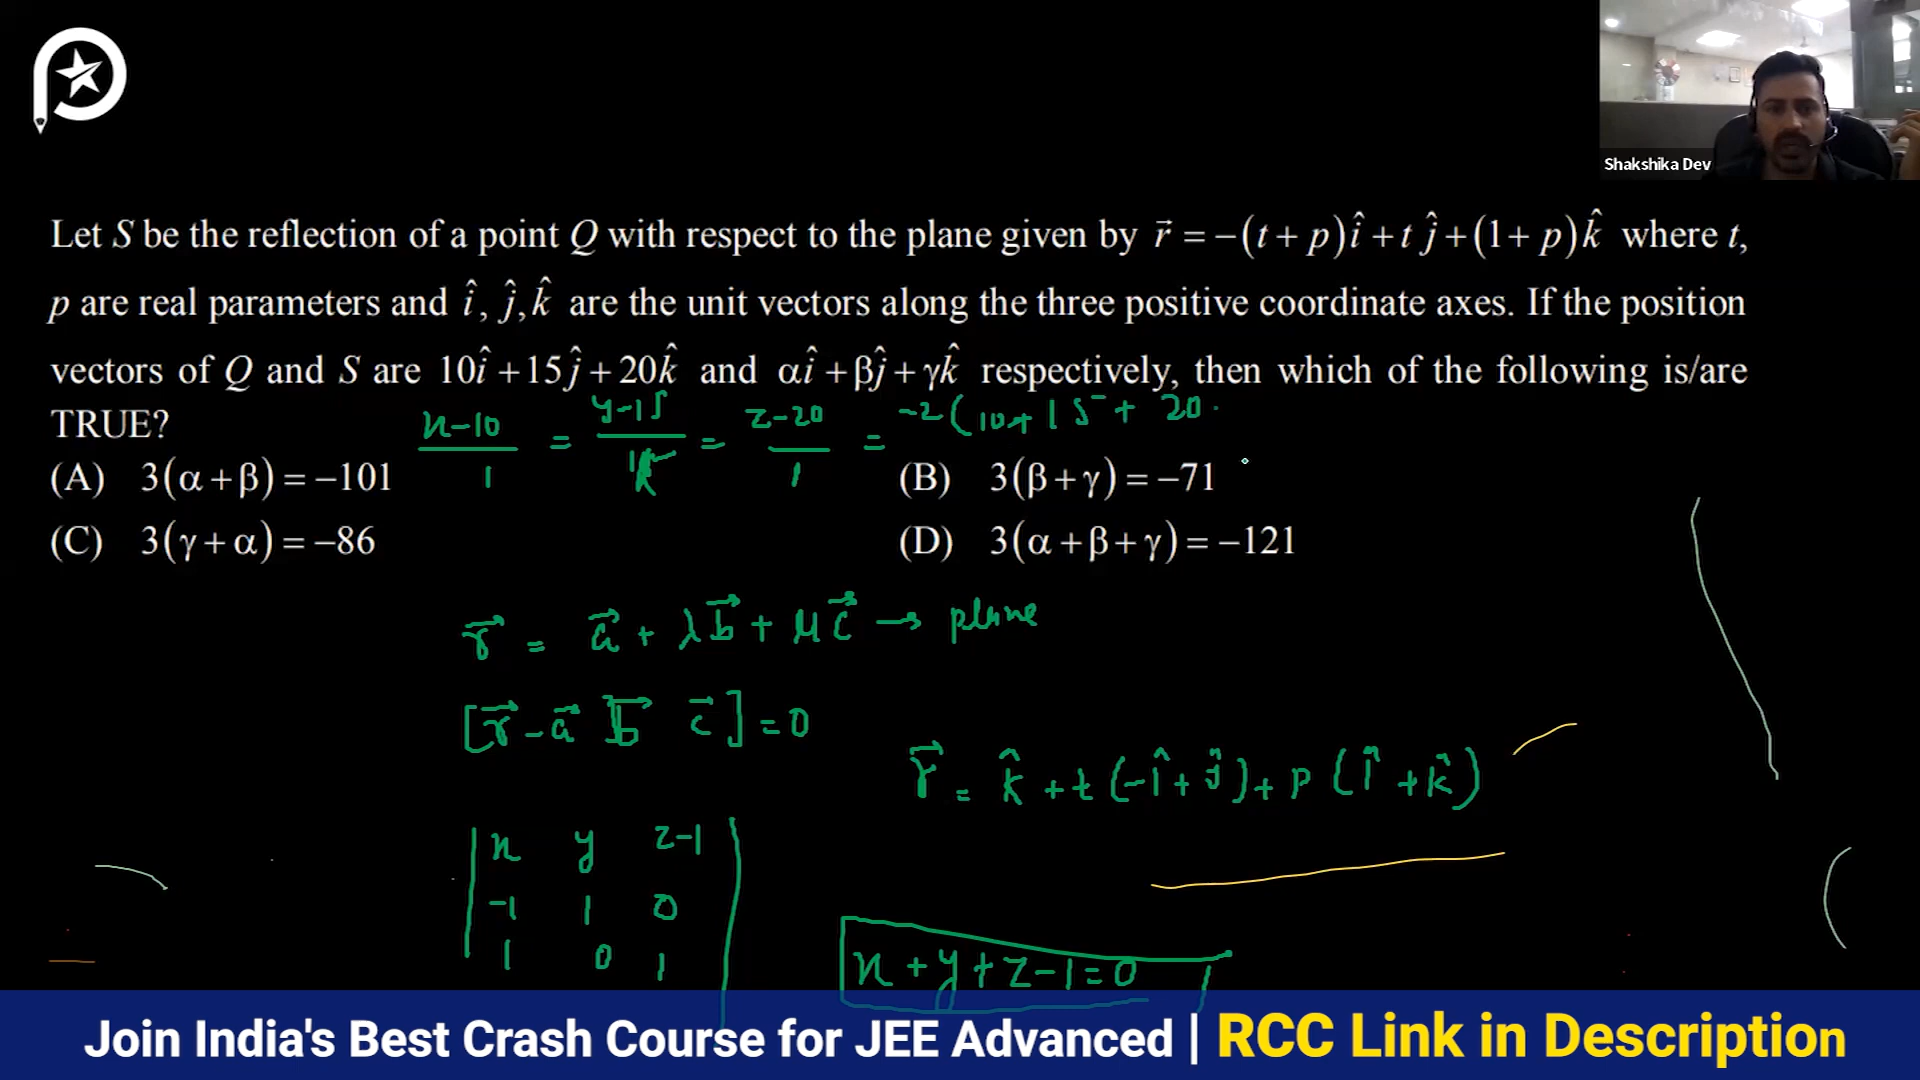 Shakshika Dev
Let S be the reflection of a point Q with respect to the plane given by r⃗ = −(t + p)î + t ĵ + (1 + p)k̂ where t,
p are real parameters and î, ĵ, k̂ are the unit vectors along the three positive coordinate axes. If the position
vectors of Q and S are 10î + 15ĵ + 20k̂ and αî + βĵ + γk̂ respectively, then which of the following is/are
TRUE?
(x−10)/1 = (y−15)/1 = (z−20)/1 = −2(10+15+20
(A) 3(α + β) = −101 (B) 3(β + γ) = −71
(C) 3(γ + α) = −86 (D) 3(α + β + γ) = −121
r⃗ = a⃗ + λb⃗ + μc⃗ → plane
[r⃗ − a⃗ b⃗ c⃗] = 0
r⃗ = k̂ + t(−î + ĵ) + p(î + k̂)
| x y z−1 |
| −1 1 0 |
| 1 0 1 |
x + y + z − 1 = 0
Join India's Best Crash Course for JEE Advanced | RCC Link in Description